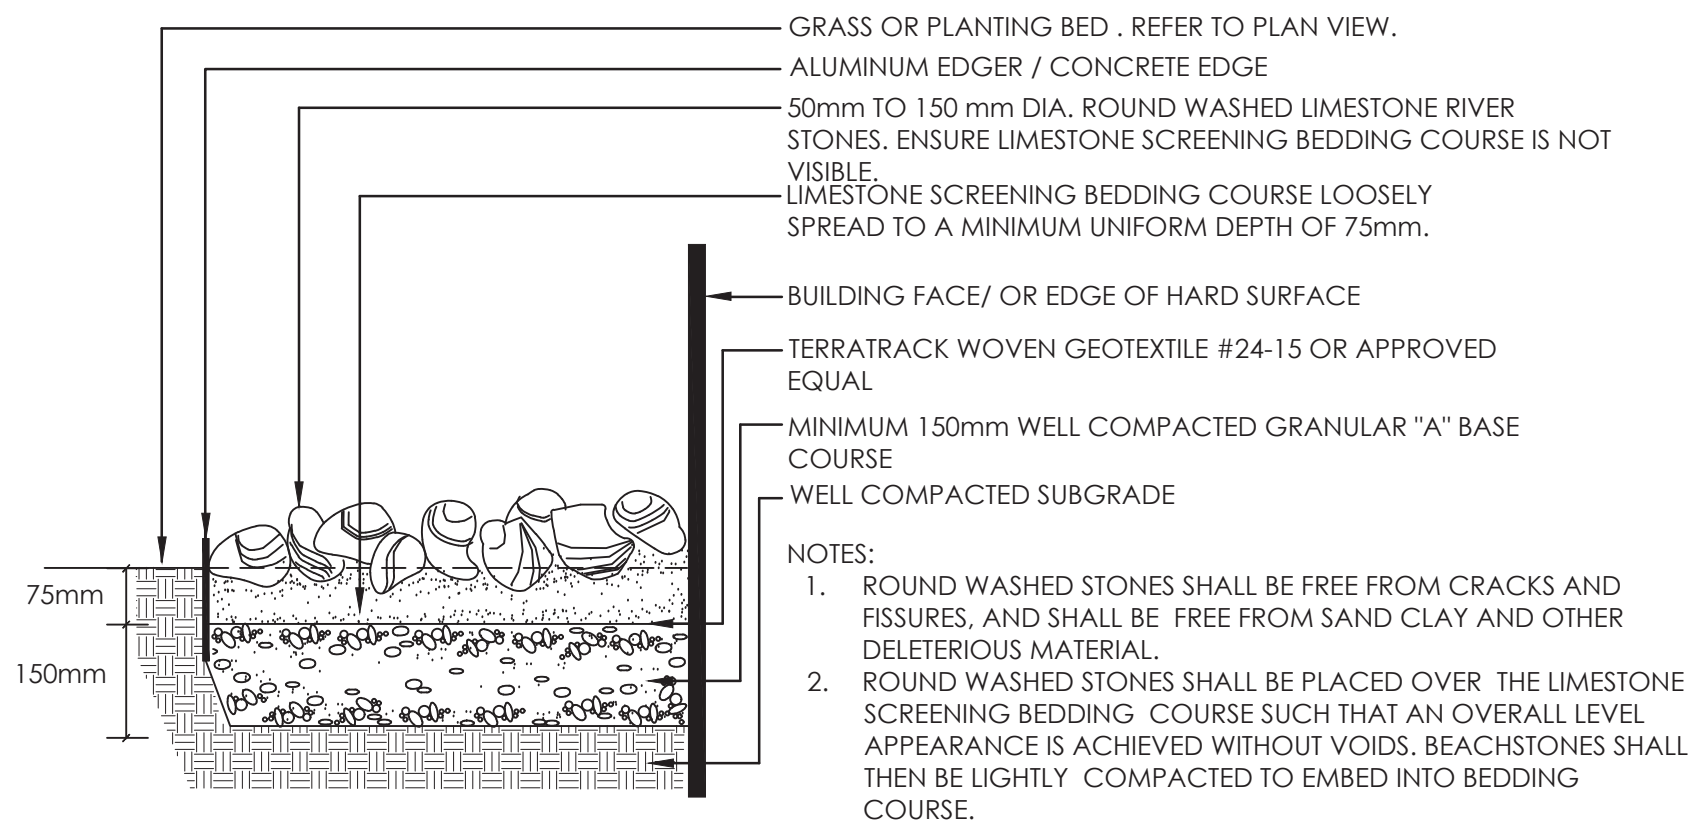 GRASS OR PLANTING BED . REFER TO PLAN VIEW.
ALUMINUM EDGER / CONCRETE EDGE
50mm TO 150 mm DIA. ROUND WASHED LIMESTONE RIVER
STONES. ENSURE LIMESTONE SCREENING BEDDING COURSE IS NOT
VISIBLE.
LIMESTONE SCREENING BEDDING COURSE LOOSELY
SPREAD TO A MINIMUM UNIFORM DEPTH OF 75mm.
BUILDING FACE/ OR EDGE OF HARD SURFACE
TERRATRACK WOVEN GEOTEXTILE #24-15 OR APPROVED
EQUAL
MINIMUM 150mm WELL COMPACTED GRANULAR "A" BASE
COURSE
WELL COMPACTED SUBGRADE
75mm
150mm
NOTES:
1. ROUND WASHED STONES SHALL BE FREE FROM CRACKS AND
FISSURES, AND SHALL BE FREE FROM SAND CLAY AND OTHER
DELETERIOUS MATERIAL.
2. ROUND WASHED STONES SHALL BE PLACED OVER THE LIMESTONE
SCREENING BEDDING COURSE SUCH THAT AN OVERALL LEVEL
APPEARANCE IS ACHIEVED WITHOUT VOIDS. BEACHSTONES SHALL
THEN BE LIGHTLY COMPACTED TO EMBED INTO BEDDING
COURSE.